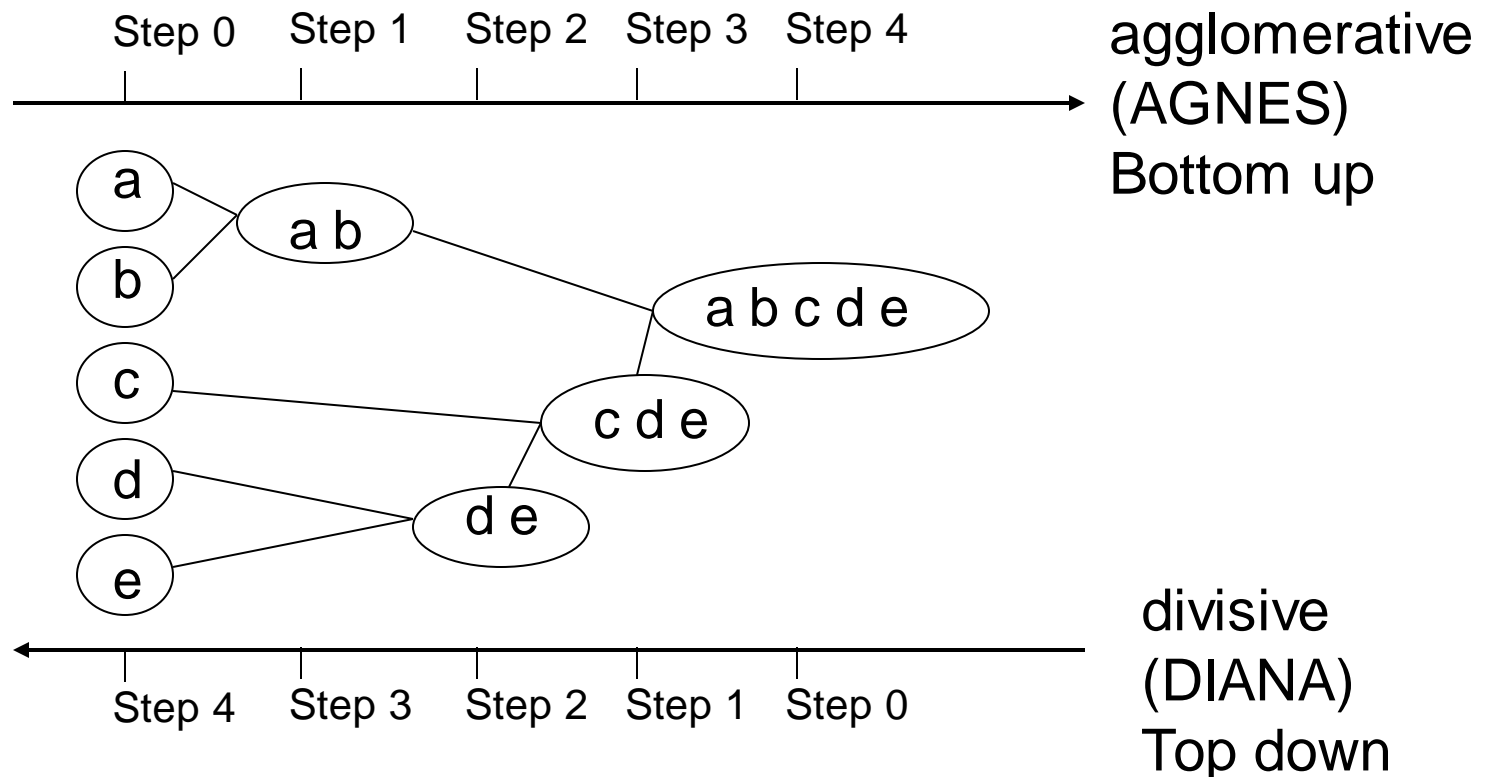 Step 0 Step 1 Step 2 Step 3 Step 4
agglomerative
(AGNES)
Bottom up
a
a b
b
a b c d e
c
c d e
d
d e
e
divisive
(DIANA)
Top down
Step 4 Step 3 Step 2 Step 1 Step 0